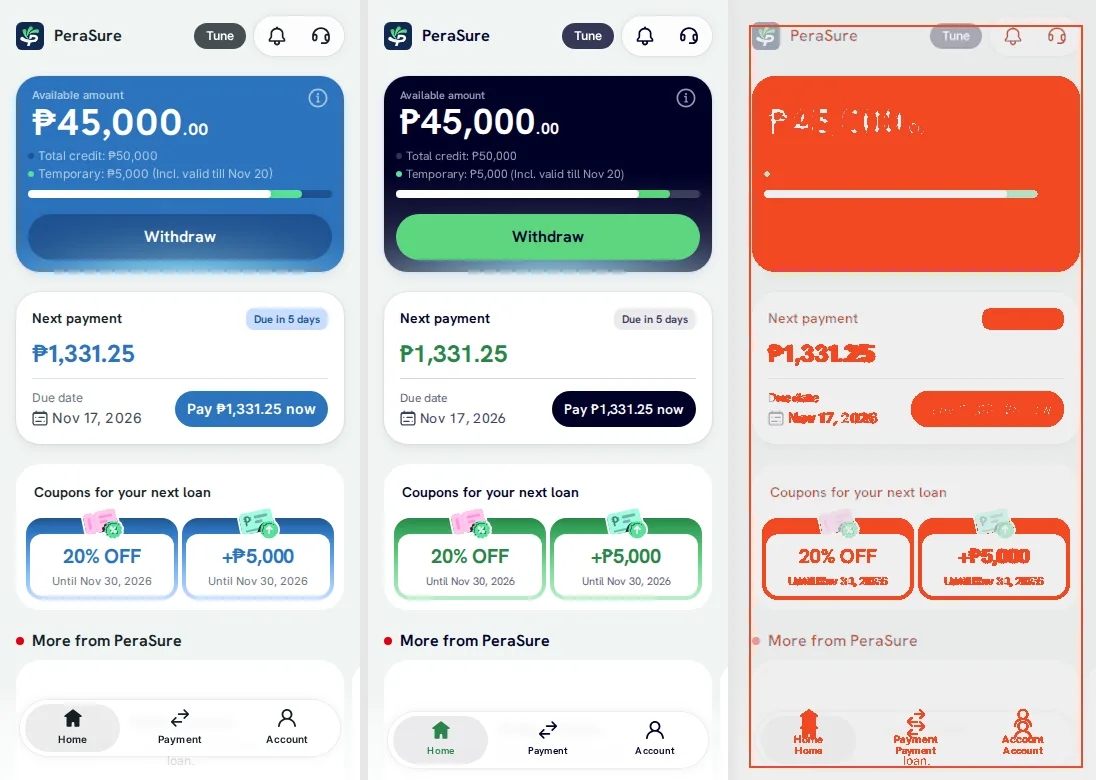 PeraSure
Tune
Available amount
₱45,000.00
Total credit: ₱50,000
Temporary: ₱5,000 (Incl. valid till Nov 20)
Withdraw
Next payment
Due in 5 days
₱1,331.25
Due date
Nov 17, 2026
Pay ₱1,331.25 now
Coupons for your next loan
20% OFF
Until Nov 30, 2026
+₱5,000
Until Nov 30, 2026
More from PeraSure
Home
Payment
Account
loan.
PeraSure
Tune
Available amount
₱45,000.00
Total credit: ₱50,000
Temporary: ₱5,000 (Incl. valid till Nov 20)
Withdraw
Next payment
Due in 5 days
₱1,331.25
Due date
Nov 17, 2026
Pay ₱1,331.25 now
Coupons for your next loan
20% OFF
Until Nov 30, 2026
+₱5,000
Until Nov 30, 2026
More from PeraSure
Home
Payment
Account
PeraSure
Tune
Next payment
₱1,331.25
Due date
Nov 17, 2026
Coupons for your next loan
20% OFF
+₱5,000
More from PeraSure
Home
Payment
Account
Home
Payment
Account
loan.